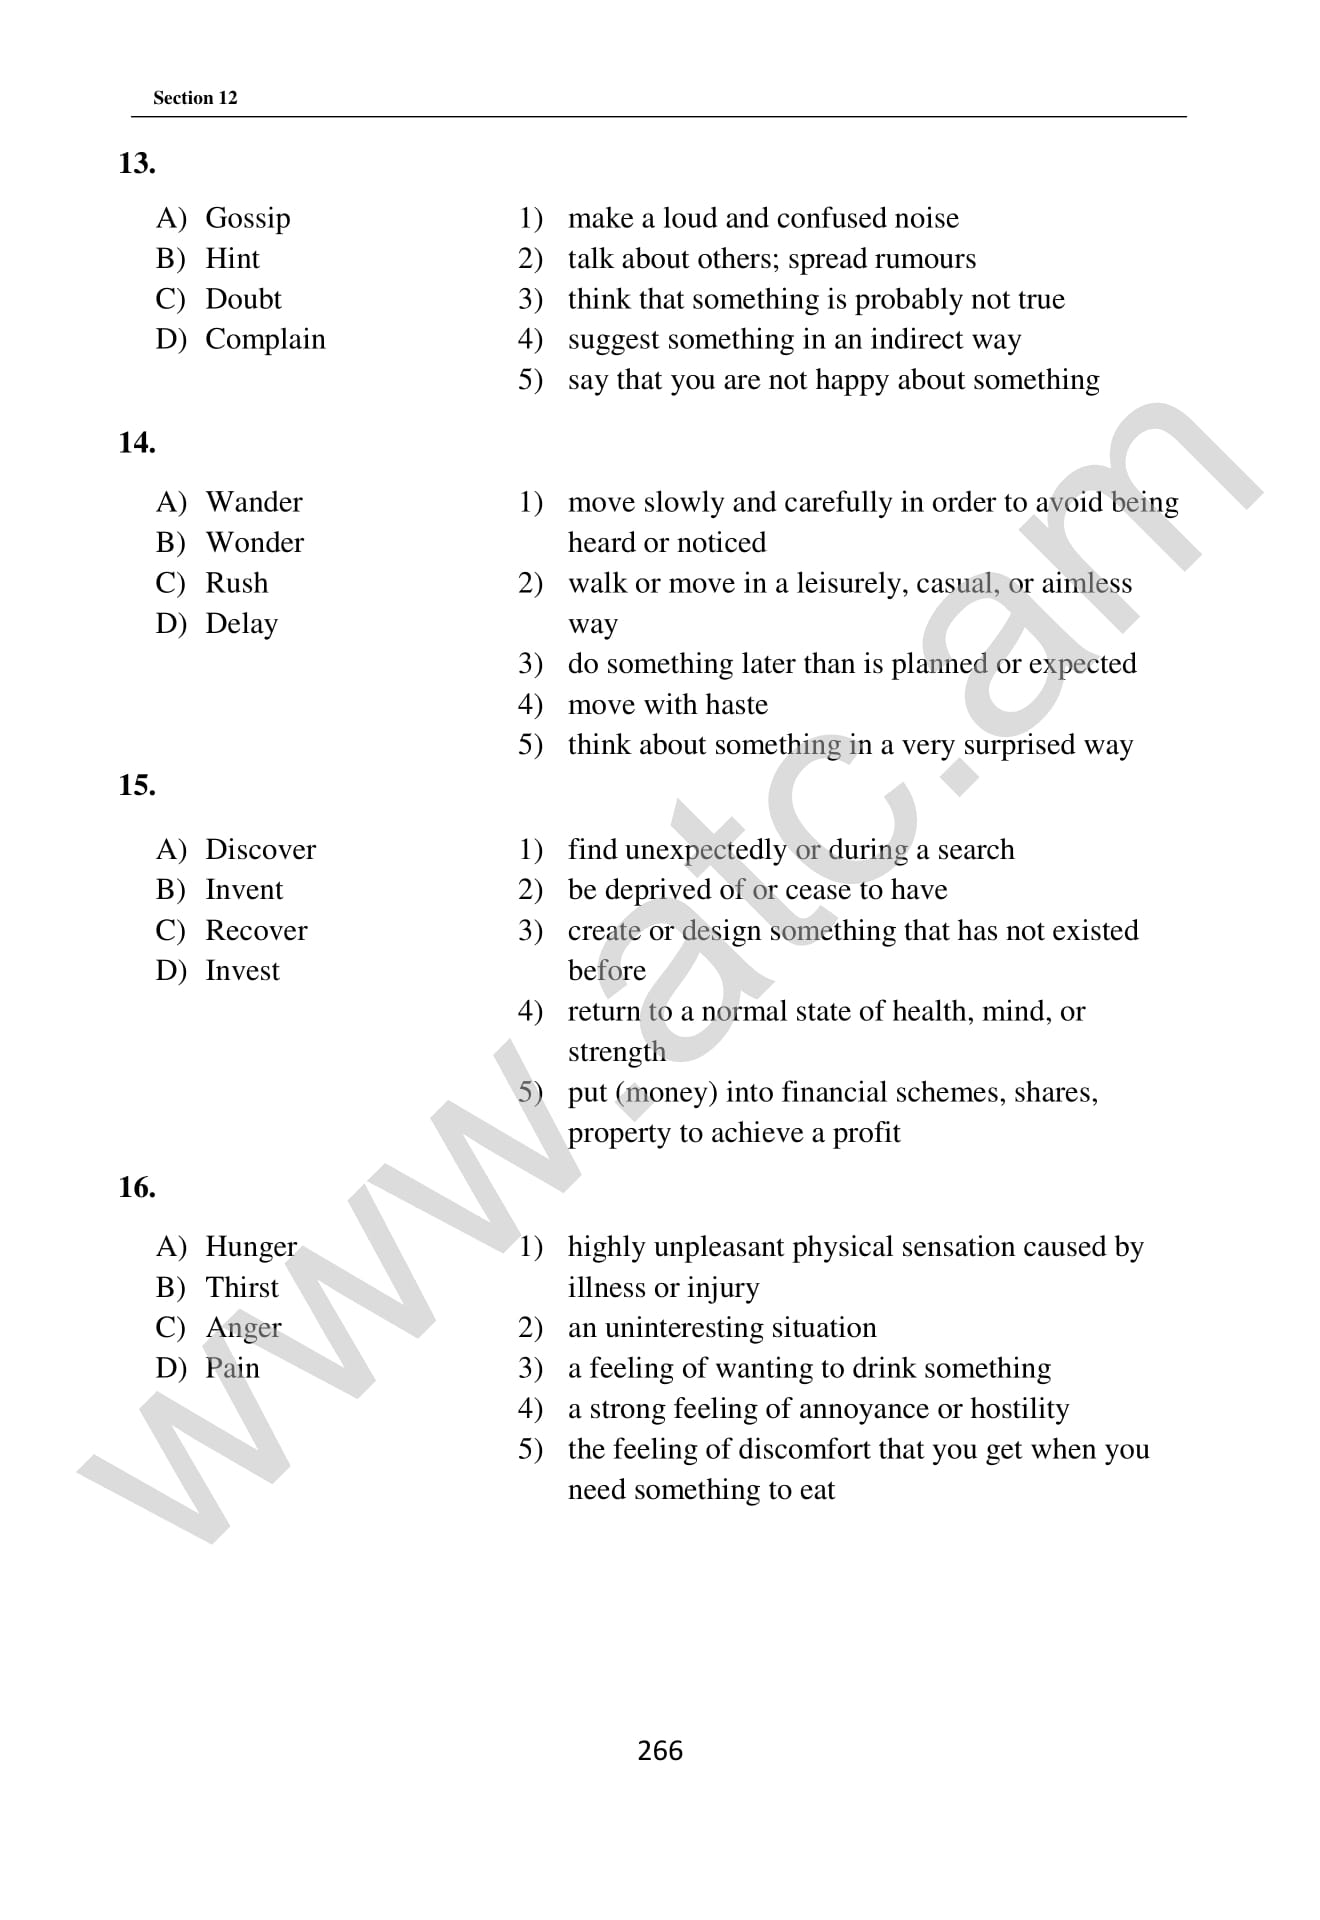 Section 12
13.
A) Gossip 1) make a loud and confused noise
B) Hint 2) talk about others; spread rumours
C) Doubt 3) think that something is probably not true
D) Complain 4) suggest something in an indirect way
5) say that you are not happy about something
14.
A) Wander 1) move slowly and carefully in order to avoid being
B) Wonder heard or noticed
C) Rush 2) walk or move in a leisurely, casual, or aimless
D) Delay way
3) do something later than is planned or expected
4) move with haste
5) think about something in a very surprised way
15.
A) Discover 1) find unexpectedly or during a search
B) Invent 2) be deprived of or cease to have
C) Recover 3) create or design something that has not existed
D) Invest before
4) return to a normal state of health, mind, or
strength
5) put (money) into financial schemes, shares,
property to achieve a profit
16.
A) Hunger 1) highly unpleasant physical sensation caused by
B) Thirst illness or injury
C) Anger 2) an uninteresting situation
D) Pain 3) a feeling of wanting to drink something
4) a strong feeling of annoyance or hostility
5) the feeling of discomfort that you get when you
need something to eat
266
www.atc.am